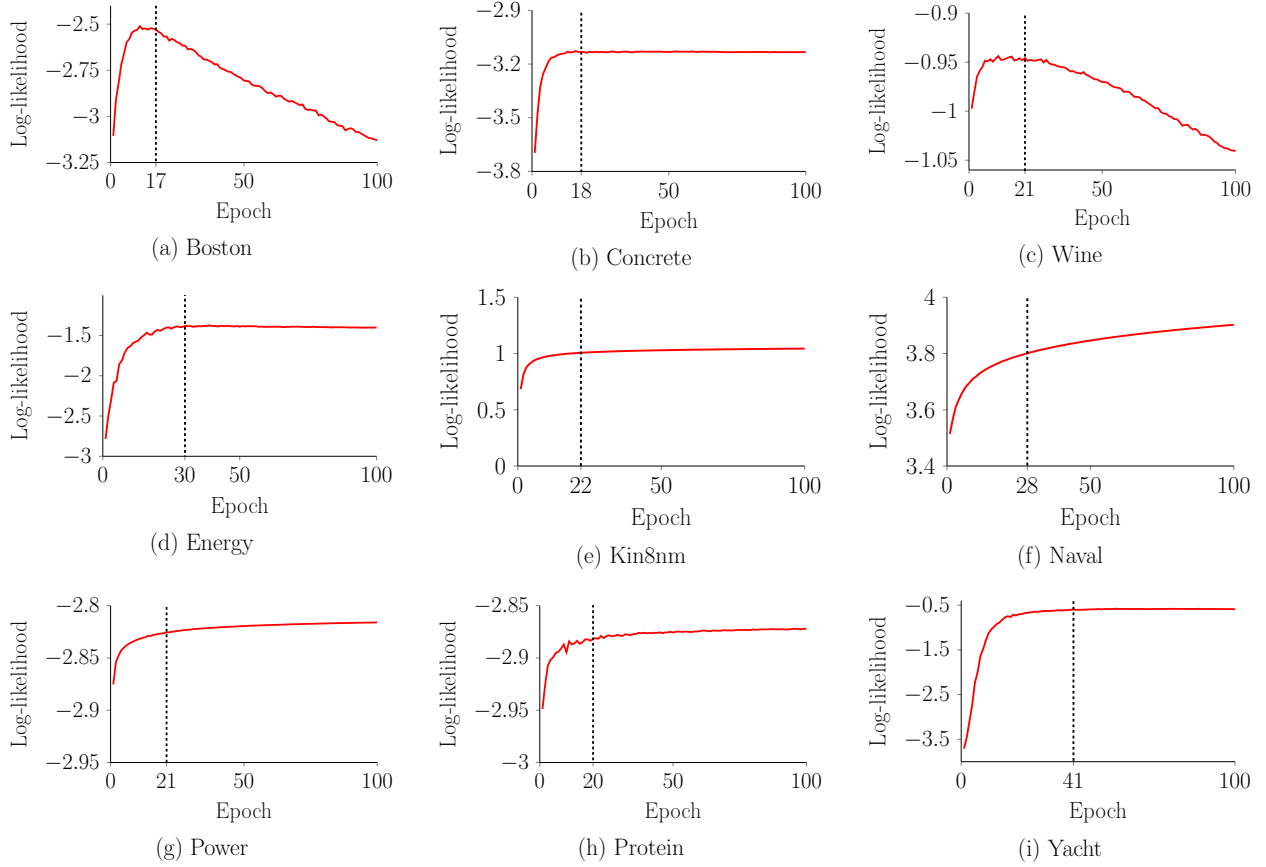 Log-likelihood
−2.5
−2.75
−3
−3.25
0
17
50
100
Epoch
(a) Boston
Log-likelihood
−2.9
−3.2
−3.5
−3.8
0
18
50
100
Epoch
(b) Concrete
Log-likelihood
−0.9
−0.95
−1
−1.05
0
21
50
100
Epoch
(c) Wine
Log-likelihood
−1.5
−2
−2.5
−3
0
30
50
100
Epoch
(d) Energy
Log-likelihood
1.5
1
0.5
0
0
22
50
100
Epoch
(e) Kin8nm
Log-likelihood
4
3.8
3.6
3.4
0
28
50
100
Epoch
(f) Naval
Log-likelihood
−2.8
−2.85
−2.9
−2.95
0
21
50
100
Epoch
(g) Power
Log-likelihood
−2.85
−2.9
−2.95
−3
0
20
50
100
Epoch
(h) Protein
Log-likelihood
−0.5
−1.5
−2.5
−3.5
0
41
100
Epoch
(i) Yacht